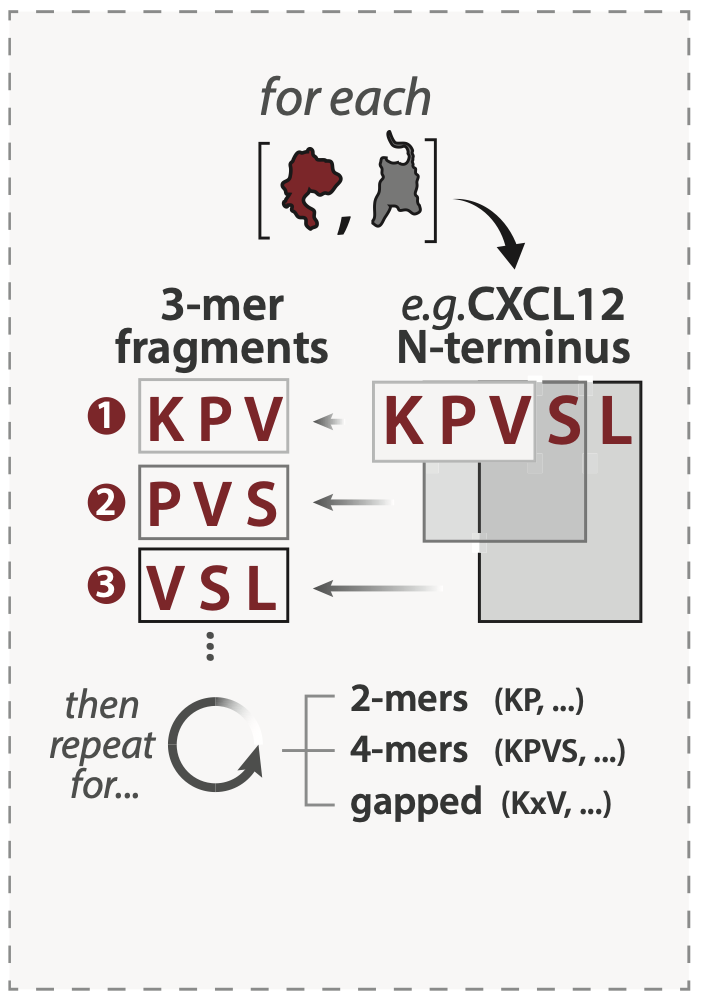 for each
[ , ]
3-mer
fragments
e.g.CXCL12
N-terminus
1 K P V
2 P V S
3 V S L
K P V S L
⋮
then
repeat
for...
2-mers (KP, ...)
4-mers (KPVS, ...)
gapped (KxV, ...)